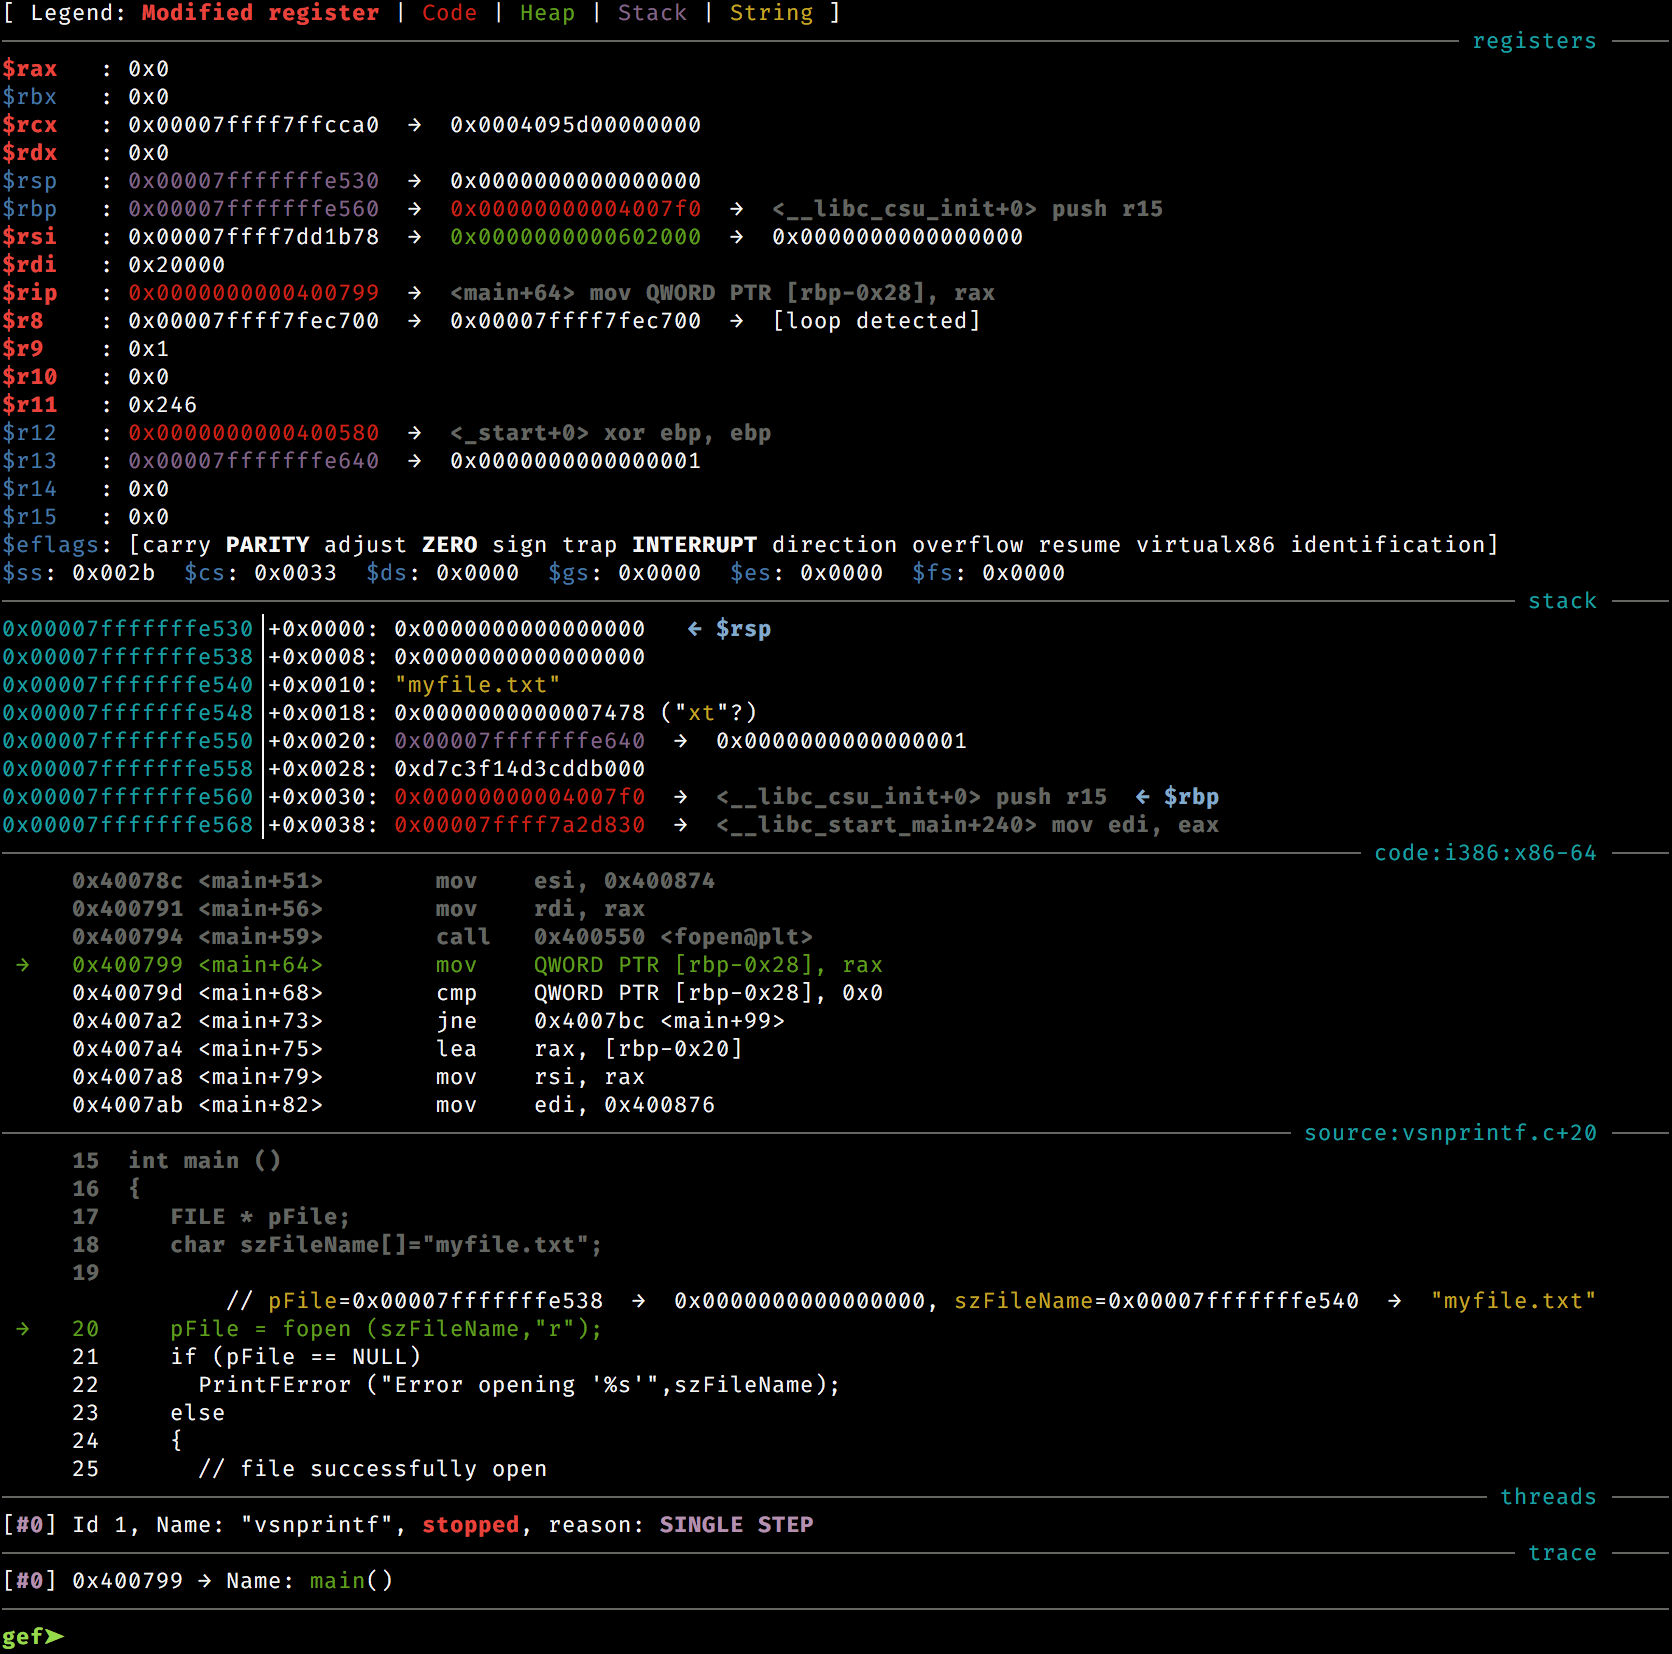 [ Legend: Modified register | Code | Heap | Stack | String ]
registers
$rax   : 0x0
$rbx   : 0x0
$rcx   : 0x00007ffff7ffcca0  →  0x0004095d00000000
$rdx   : 0x0
$rsp   : 0x00007fffffffe530  →  0x0000000000000000
$rbp   : 0x00007fffffffe560  →  0x00000000004007f0  →  <__libc_csu_init+0> push r15
$rsi   : 0x00007ffff7dd1b78  →  0x0000000000602000  →  0x0000000000000000
$rdi   : 0x20000
$rip   : 0x0000000000400799  →  <main+64> mov QWORD PTR [rbp-0x28], rax
$r8    : 0x00007ffff7fec700  →  0x00007ffff7fec700  →  [loop detected]
$r9    : 0x1
$r10   : 0x0
$r11   : 0x246
$r12   : 0x0000000000400580  →  <_start+0> xor ebp, ebp
$r13   : 0x00007fffffffe640  →  0x0000000000000001
$r14   : 0x0
$r15   : 0x0
$eflags: [carry PARITY adjust ZERO sign trap INTERRUPT direction overflow resume virtualx86 identification]
$ss: 0x002b  $cs: 0x0033  $ds: 0x0000  $gs: 0x0000  $es: 0x0000  $fs: 0x0000
stack
0x00007fffffffe530│+0x0000: 0x0000000000000000   ← $rsp
0x00007fffffffe538│+0x0008: 0x0000000000000000
0x00007fffffffe540│+0x0010: "myfile.txt"
0x00007fffffffe548│+0x0018: 0x0000000000007478 ("xt"?)
0x00007fffffffe550│+0x0020: 0x00007fffffffe640  →  0x0000000000000001
0x00007fffffffe558│+0x0028: 0xd7c3f14d3cddb000
0x00007fffffffe560│+0x0030: 0x00000000004007f0  →  <__libc_csu_init+0> push r15  ← $rbp
0x00007fffffffe568│+0x0038: 0x00007ffff7a2d830  →  <__libc_start_main+240> mov edi, eax
code:i386:x86-64
0x40078c <main+51>        mov    esi, 0x400874
0x400791 <main+56>        mov    rdi, rax
0x400794 <main+59>        call   0x400550 <fopen@plt>
→   0x400799 <main+64>        mov    QWORD PTR [rbp-0x28], rax
0x40079d <main+68>        cmp    QWORD PTR [rbp-0x28], 0x0
0x4007a2 <main+73>        jne    0x4007bc <main+99>
0x4007a4 <main+75>        lea    rax, [rbp-0x20]
0x4007a8 <main+79>        mov    rsi, rax
0x4007ab <main+82>        mov    edi, 0x400876
source:vsnprintf.c+20
15  int main ()
16  {
17     FILE * pFile;
18     char szFileName[]="myfile.txt";
19
// pFile=0x00007fffffffe538  →  0x0000000000000000, szFileName=0x00007fffffffe540  →  "myfile.txt"
→   20     pFile = fopen (szFileName,"r");
21     if (pFile == NULL)
22       PrintFError ("Error opening '%s'",szFileName);
23     else
24     {
25       // file successfully open
threads
[#0] Id 1, Name: "vsnprintf", stopped, reason: SINGLE STEP
trace
[#0] 0x400799 → Name: main()
gef➤